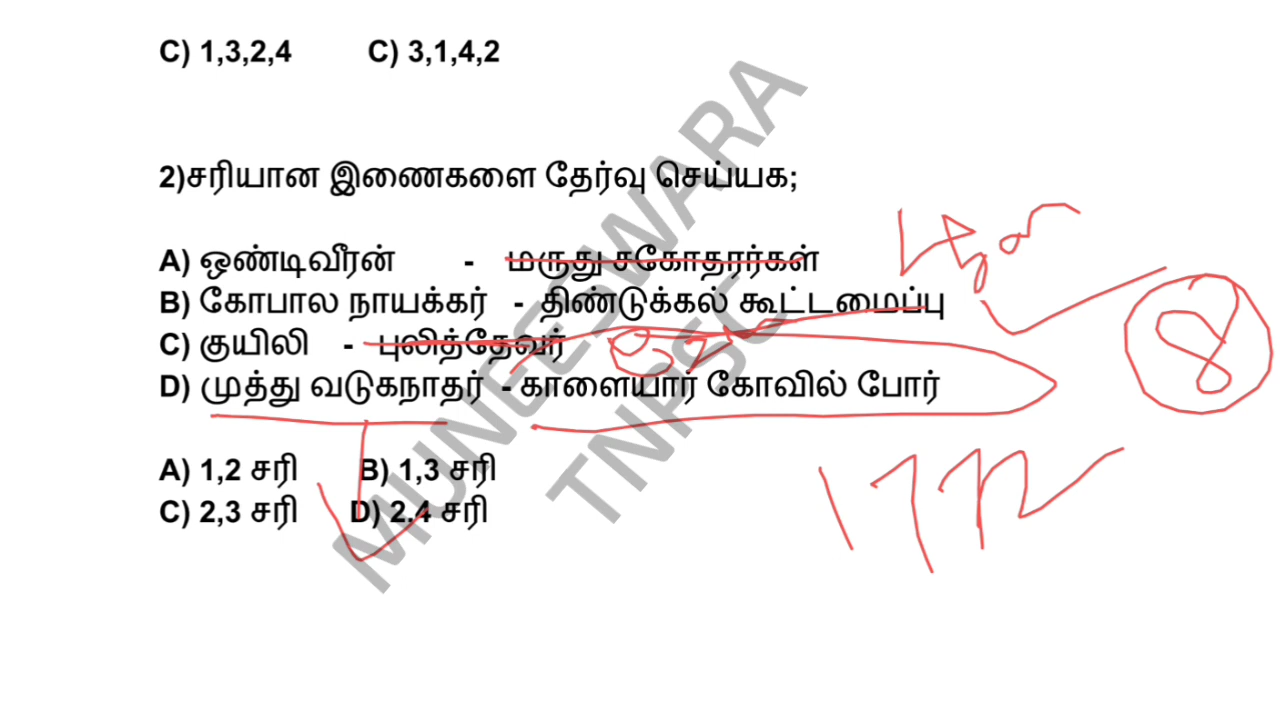 C) 1,3,2,4 C) 3,1,4,2
2)சரியான இணைகளை தேர்வு செய்யக;
A) ஒண்டிவீரன் - மருது சகோதரர்கள்
B) கோபால நாயக்கர் - திண்டுக்கல் கூட்டமைப்பு
C) குயிலி - புலித்தேவர்
D) முத்து வடுகநாதர் - காளையார் கோவில் போர்
A) 1,2 சரி B) 1,3 சரி
C) 2,3 சரி D) 2,4 சரி
8
1772
MUNEESWARA
TNPSC